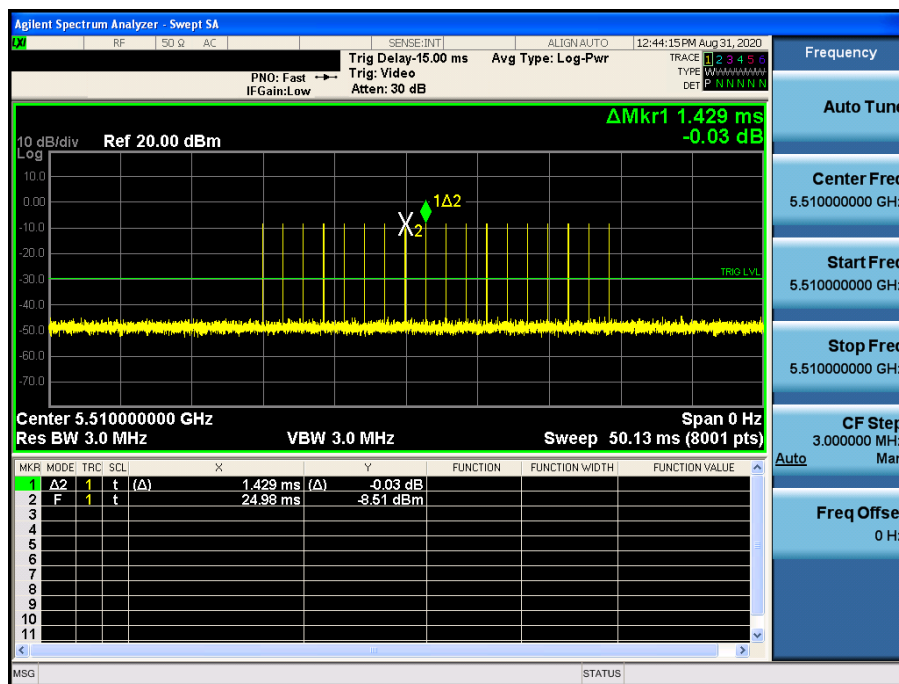 Agilent Spectrum Analyzer - Swept SA
LXI RF 50 Ω AC SENSE:INT ALIGN AUTO 12:44:15 PM Aug 31, 2020
Trig Delay-15.00 ms Avg Type: Log-Pwr TRACE 1 2 3 4 5 6
PNO: Fast Trig: Video TYPE WWWWWW
IFGain:Low Atten: 30 dB DET P N N N N N
ΔMkr1 1.429 ms
-0.03 dB
10 dB/div Ref 20.00 dBm
Log
10.0
0.00
-10.0
-20.0
-30.0
-40.0
-50.0
-60.0
-70.0
1Δ2
2
TRIG LVL
Center 5.510000000 GHz Span 0 Hz
Res BW 3.0 MHz VBW 3.0 MHz Sweep 50.13 ms (8001 pts)
MKR MODE TRC SCL X Y FUNCTION FUNCTION WIDTH FUNCTION VALUE
1 Δ2 1 t (Δ) 1.429 ms (Δ) -0.03 dB
2 F 1 t 24.98 ms -8.51 dBm
3
4
5
6
7
8
9
10
11
MSG STATUS
Frequency
Auto Tune
Center Freq
5.510000000 GHz
Start Freq
5.510000000 GHz
Stop Freq
5.510000000 GHz
CF Step
3.000000 MHz
Auto Man
Freq Offset
0 Hz